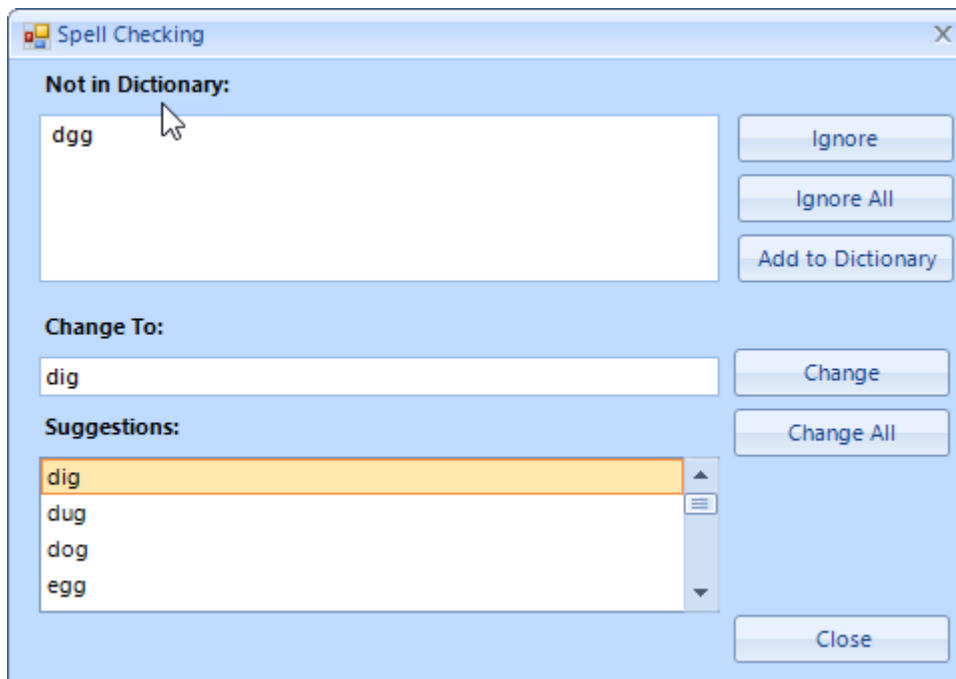 Spell Checking
Not in Dictionary:
dgg
Ignore
Ignore All
Add to Dictionary
Change To:
dig
Change
Suggestions:
Change All
dig
dug
dog
egg
Close